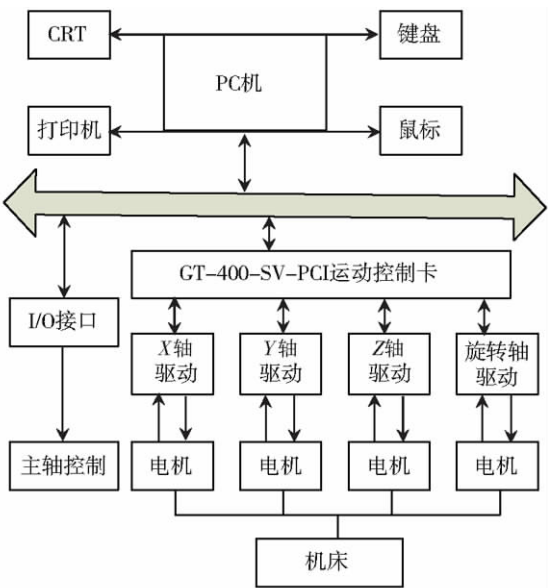 CRT
键盘
PC机
打印机
鼠标
GT-400-SV-PCI运动控制卡
I/O接口
X轴
驱动
Y轴
驱动
Z轴
驱动
旋转轴
驱动
主轴控制
电机
电机
电机
电机
机床